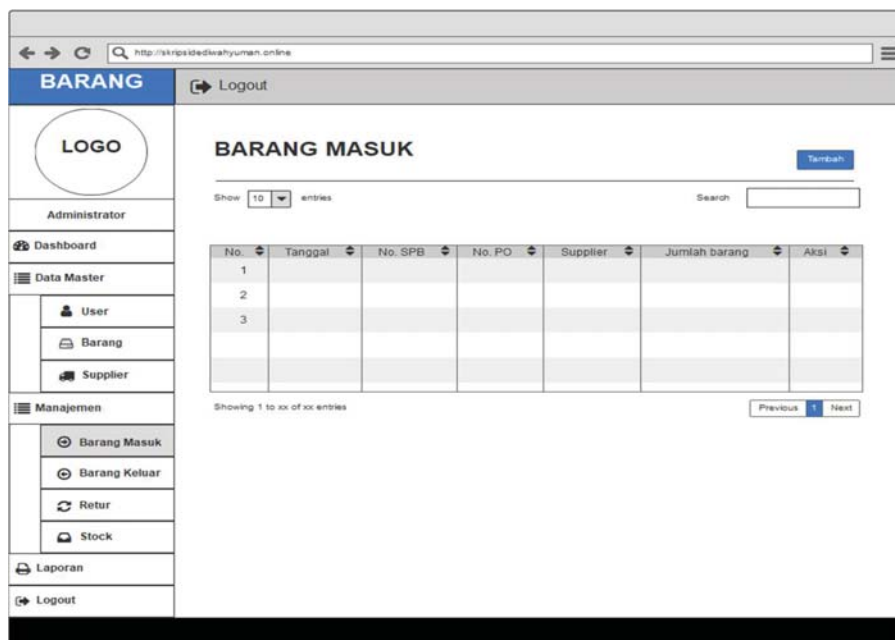 http://skripsidediwahyuman.online
BARANG
Logout
LOGO
Administrator
Dashboard
Data Master
User
Barang
Supplier
Manajemen
Barang Masuk
Barang Keluar
Retur
Stock
Laporan
Logout
BARANG MASUK
Tambah
Show 10 entries
Search
No. Tanggal No. SPB No. PO Supplier Jumlah barang Aksi
1
2
3
Showing 1 to xx of xx entries
Previous 1 Next